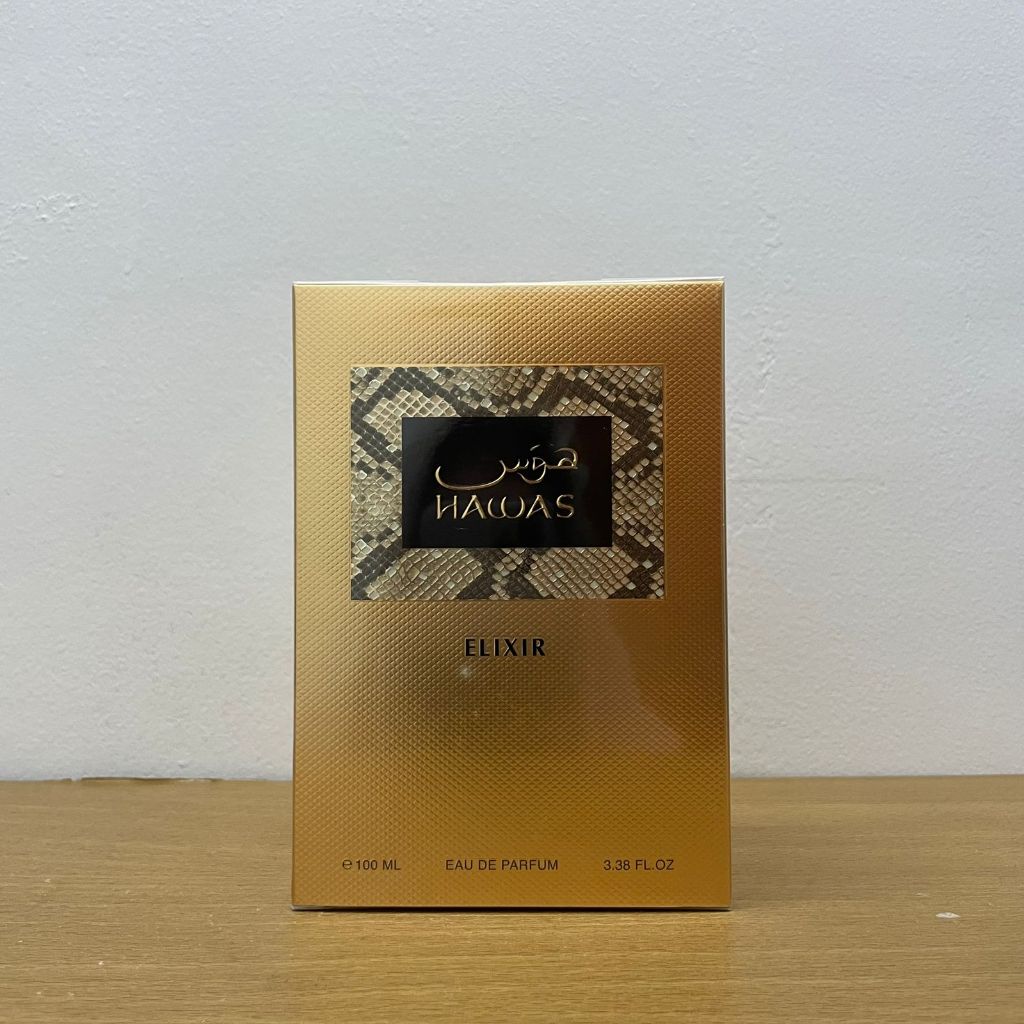 هوس
HAWAS
ELIXIR
℮ 100 ML EAU DE PARFUM 3.38 FL.OZ